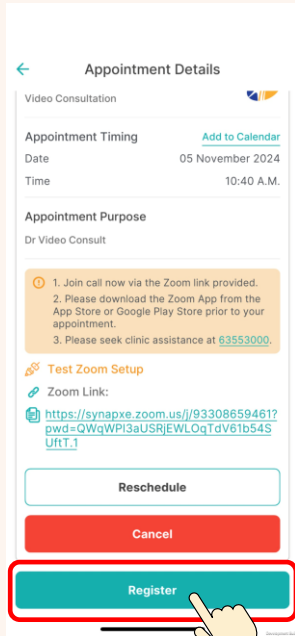 Appointment Details
Video Consultation
Appointment Timing
Add to Calendar
Date
05 November 2024
Time
10:40 A.M.
Appointment Purpose
Dr Video Consult
1. Join call now via the Zoom link provided.
2. Please download the Zoom App from the
App Store or Google Play Store prior to your
appointment.
3. Please seek clinic assistance at 63553000.
Test Zoom Setup
Zoom Link:
https://synapxe.zoom.us/j/93308659461?
pwd=QWqWPI3aUSRjEWLOqTdV61b54S
UftT.1
Reschedule
Cancel
Register